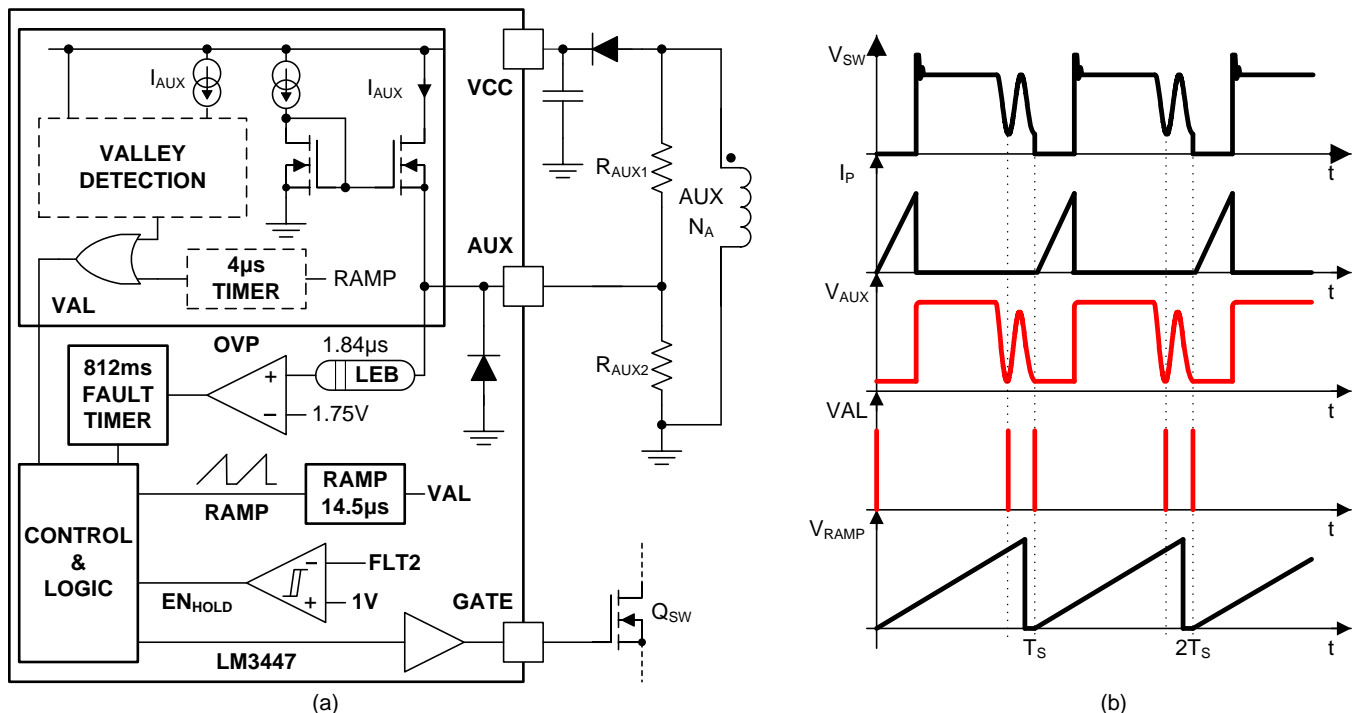 I_AUX
I_AUX
VCC
VALLEY
DETECTION
R_AUX1
AUX
N_A
AUX
4µs
TIMER
RAMP
VAL
OVP
1.84µs
812ms
FAULT
TIMER
+
LEB
−
1.75V
R_AUX2
RAMP
RAMP
14.5µs
VAL
CONTROL
&
LOGIC
−
FLT2
EN_HOLD
+
1V
GATE
Q_SW
LM3447
(a)
V_SW
t
I_P
t
V_AUX
t
VAL
t
V_RAMP
T_S
2T_S
t
(b)